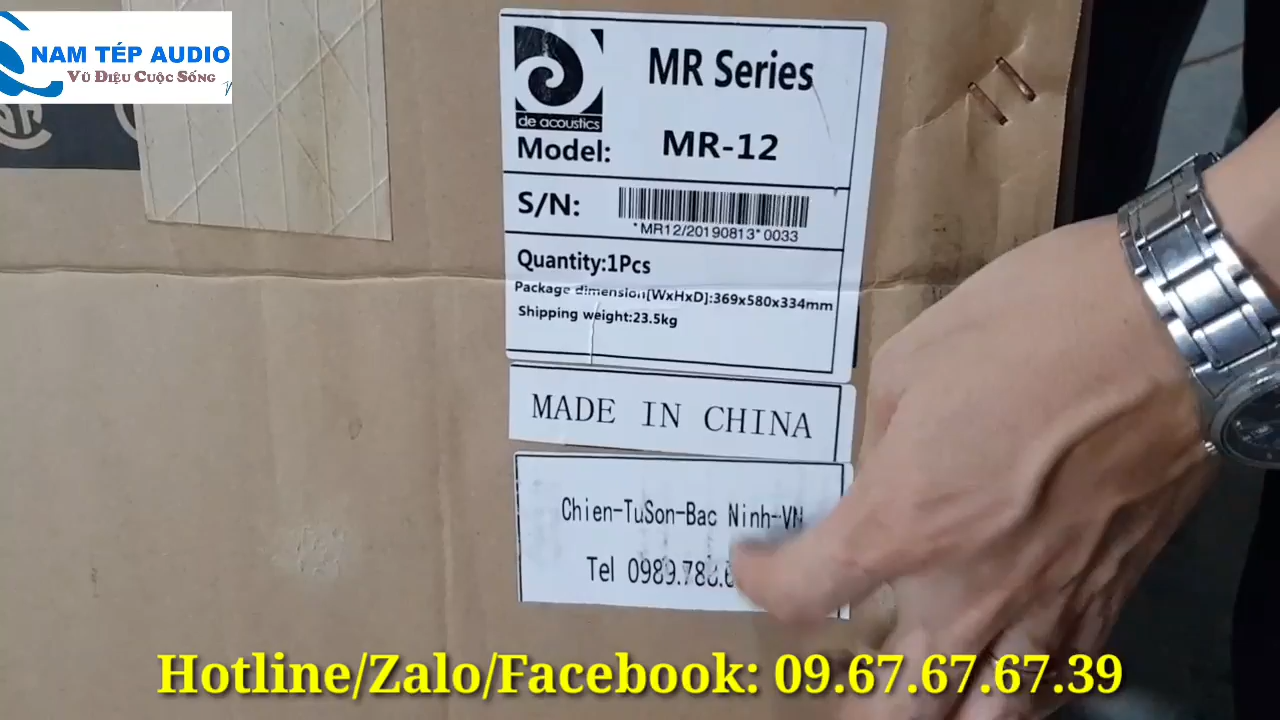 NAM TÉP AUDIO
Vũ Điệu Cuộc Sống
de acoustics
MR Series
Model: MR-12
S/N:
*MR12/20190813*0033
Quantity:1Pcs
Package dimension[WxHxD]:369x580x334mm
Shipping weight:23.5kg
MADE IN CHINA
Chien-TuSon-Bac Ninh-VN
Tel
Hotline/Zalo/Facebook: 09.67.67.67.39